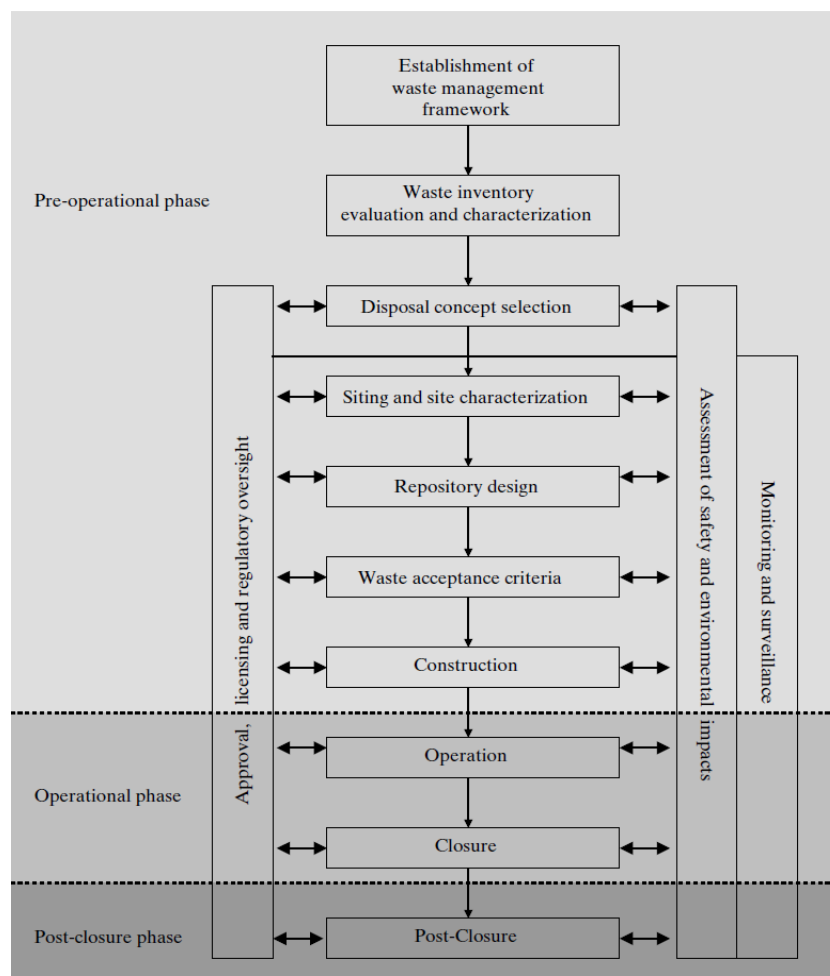 Establishment of
waste management
framework
Pre-operational phase
Waste inventory
evaluation and characterization
Disposal concept selection
Siting and site characterization
Repository design
Waste acceptance criteria
Construction
Approval, licensing and regulatory oversight
Assessment of safety and environmental impacts
Monitoring and surveillance
Operational phase
Operation
Closure
Post-closure phase
Post-Closure